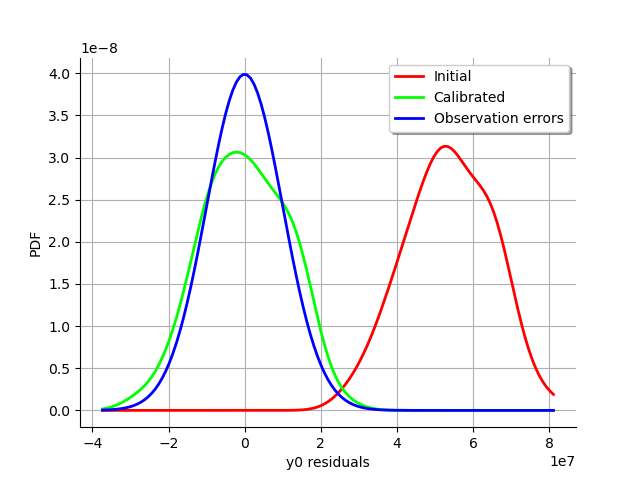 1e−8
Initial
Calibrated
Observation errors
4.0
3.5
3.0
2.5
2.0
1.5
1.0
0.5
0.0
PDF
−4 −2 0 2 4 6 8
y0 residuals
1e7